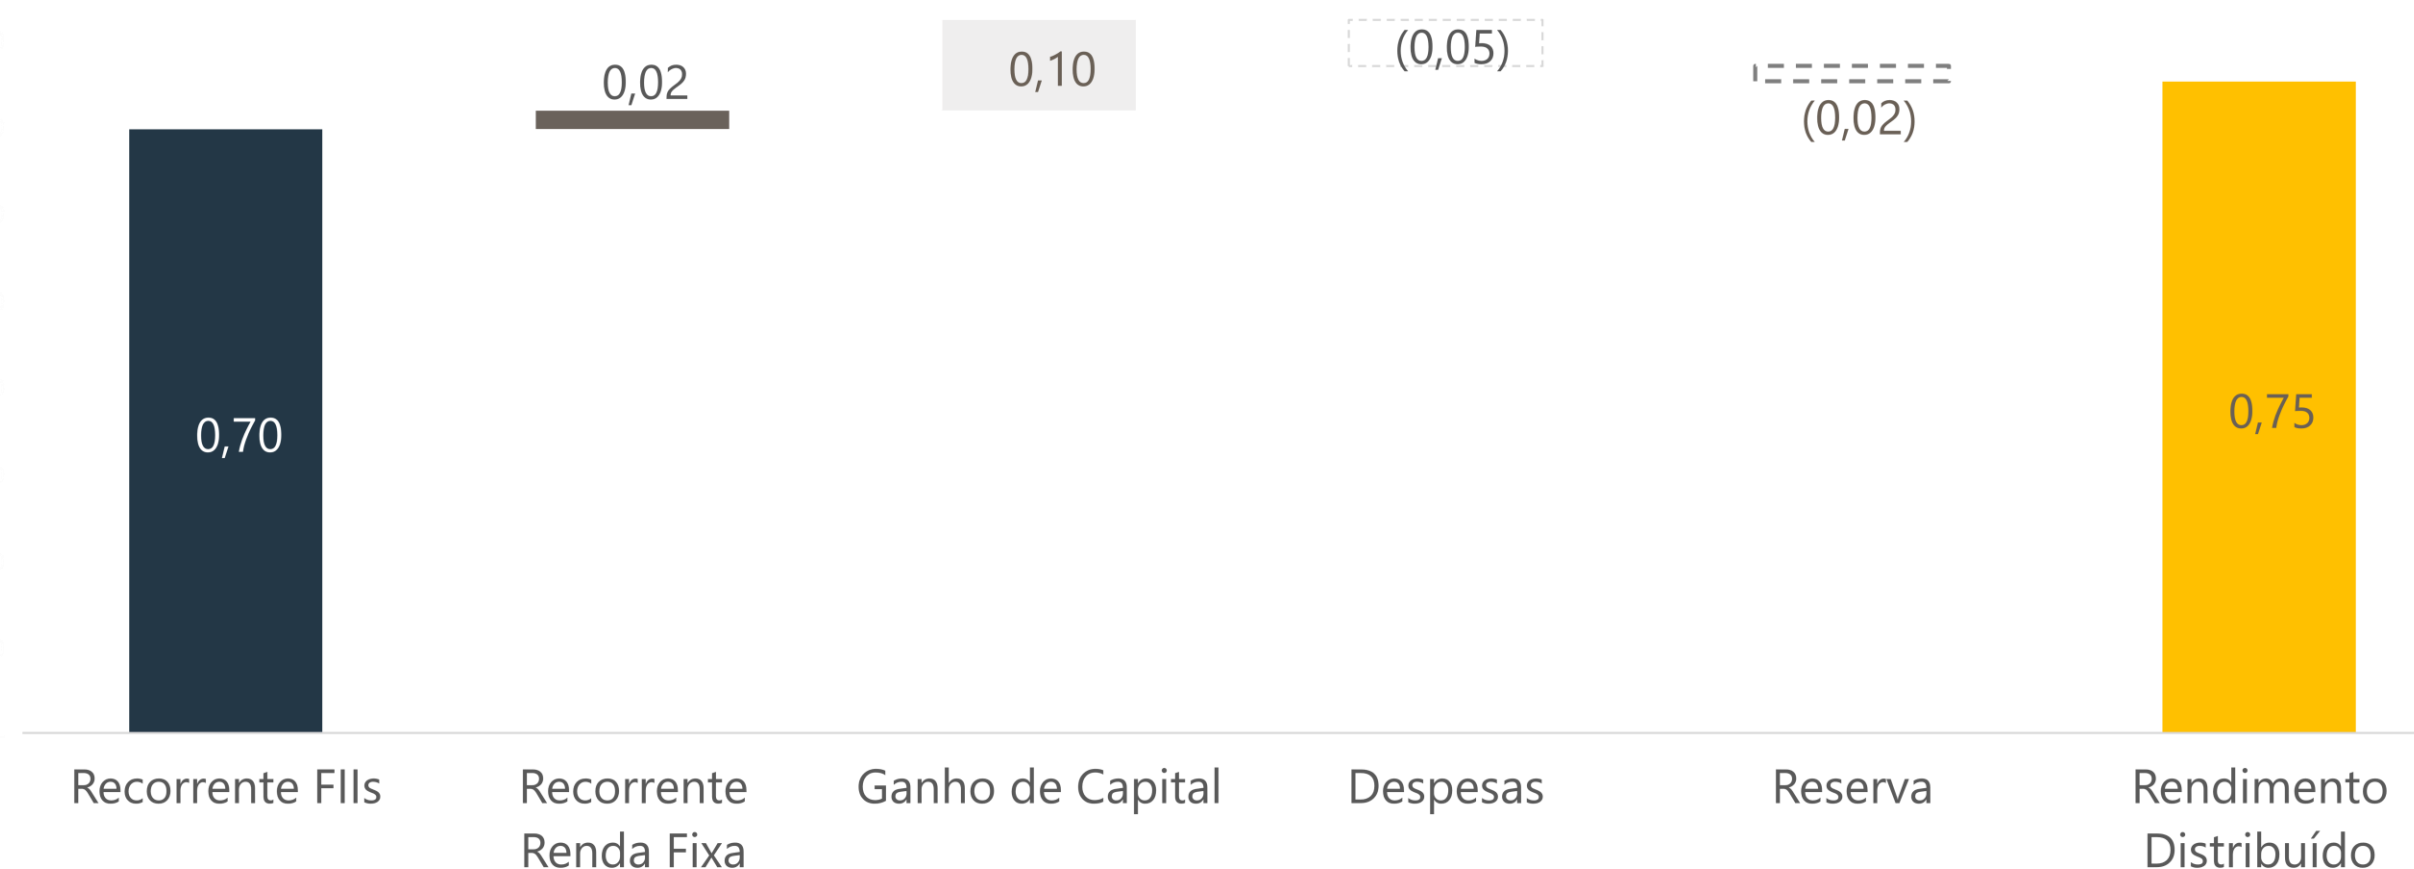 0,70
0,02
0,10
(0,05)
(0,02)
0,75
Recorrente FIIs
Recorrente
Renda Fixa
Ganho de Capital
Despesas
Reserva
Rendimento
Distribuído